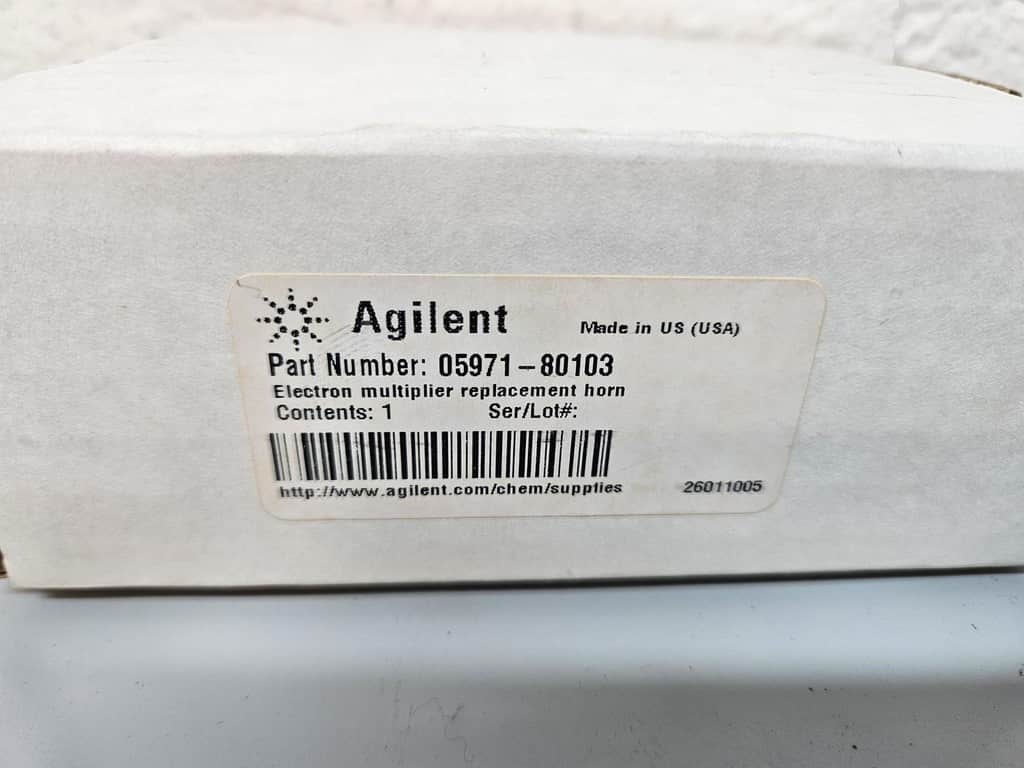 Agilent Made in US (USA)
Part Number: 05971-80103
Electron multiplier replacement horn
Contents: 1 Ser/Lot#:
http://www.agilent.com/chem/supplies 26011005